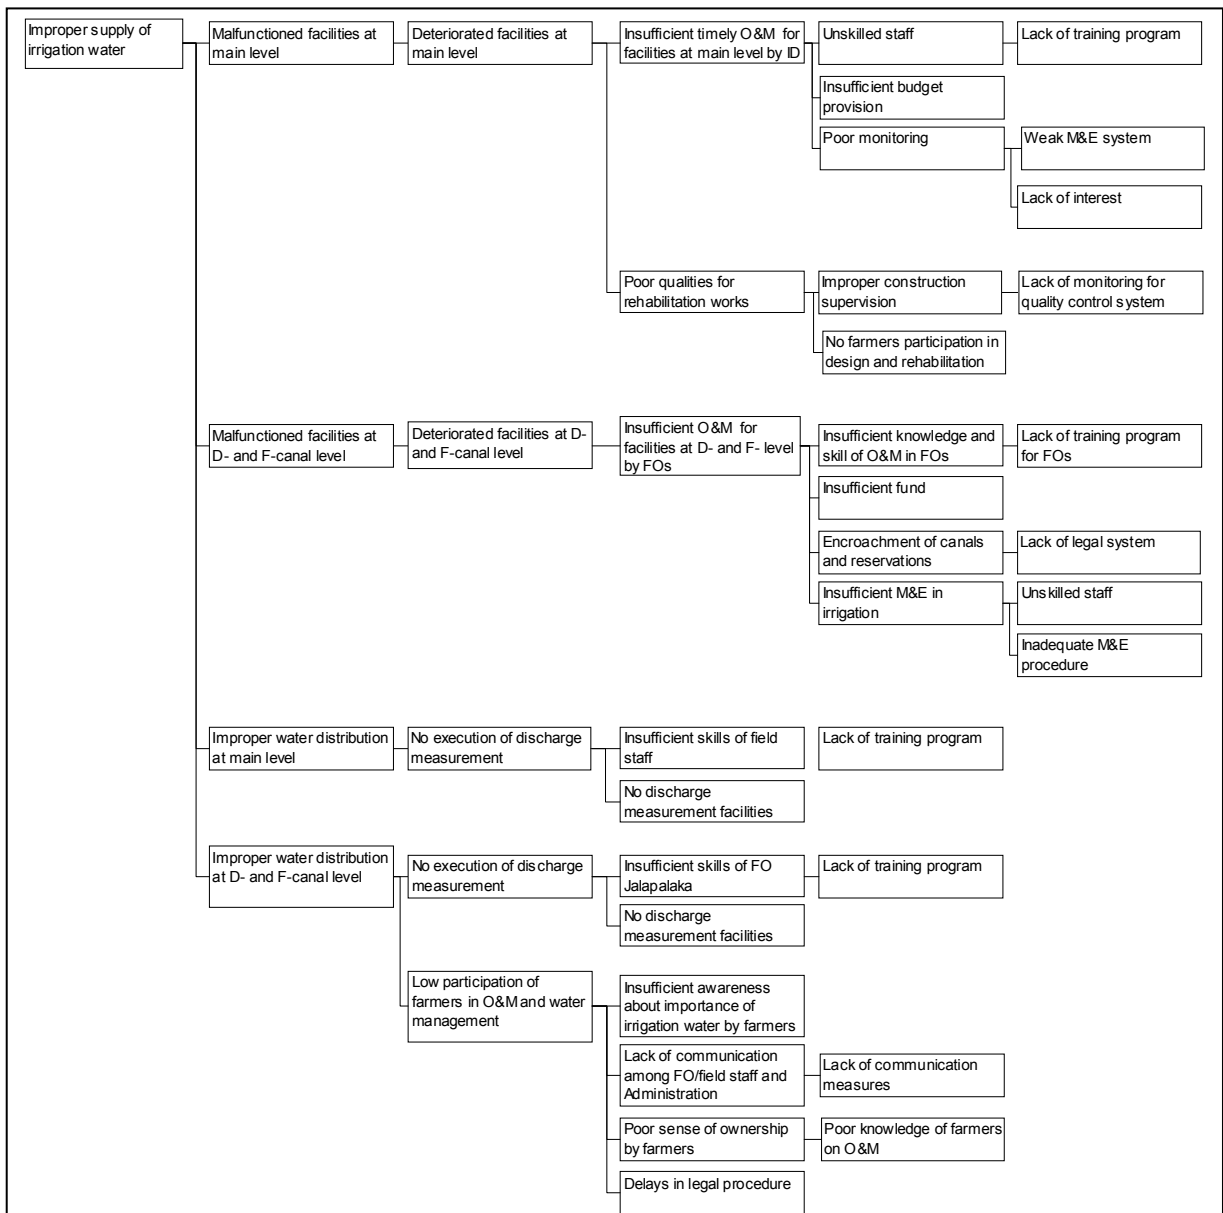 Improper supply of
irrigation water
Malfunctioned facilities at
main level
Deteriorated facilities at
main level
Insufficient timely O&M for
facilities at main level by ID
Unskilled staff
Lack of training program
Insufficient budget
provision
Poor monitoring
Weak M&E system
Lack of interest
Poor qualities for
rehabilitation works
Improper construction
supervision
Lack of monitoring for
quality control system
No farmers participation in
design and rehabilitation
Malfunctioned facilities at
D- and F-canal level
Deteriorated facilities at D-
and F-canal level
Insufficient O&M for
facilities at D- and F- level
by FOs
Insufficient knowledge and
skill of O&M in FOs
Lack of training program
for FOs
Insufficient fund
Encroachment of canals
and reservations
Lack of legal system
Insufficient M&E in
irrigation
Unskilled staff
Inadequate M&E
procedure
Improper water distribution
at main level
No execution of discharge
measurement
Insufficient skills of field
staff
Lack of training program
No discharge
measurement facilities
Improper water distribution
at D- and F-canal level
No execution of discharge
measurement
Insufficient skills of FO
Jalapalaka
Lack of training program
No discharge
measurement facilities
Low participation of
farmers in O&M and water
management
Insufficient awareness
about importance of
irrigation water by farmers
Lack of communication
among FO/field staff and
Administration
Lack of communication
measures
Poor sense of ownership
by farmers
Poor knowledge of farmers
on O&M
Delays in legal procedure